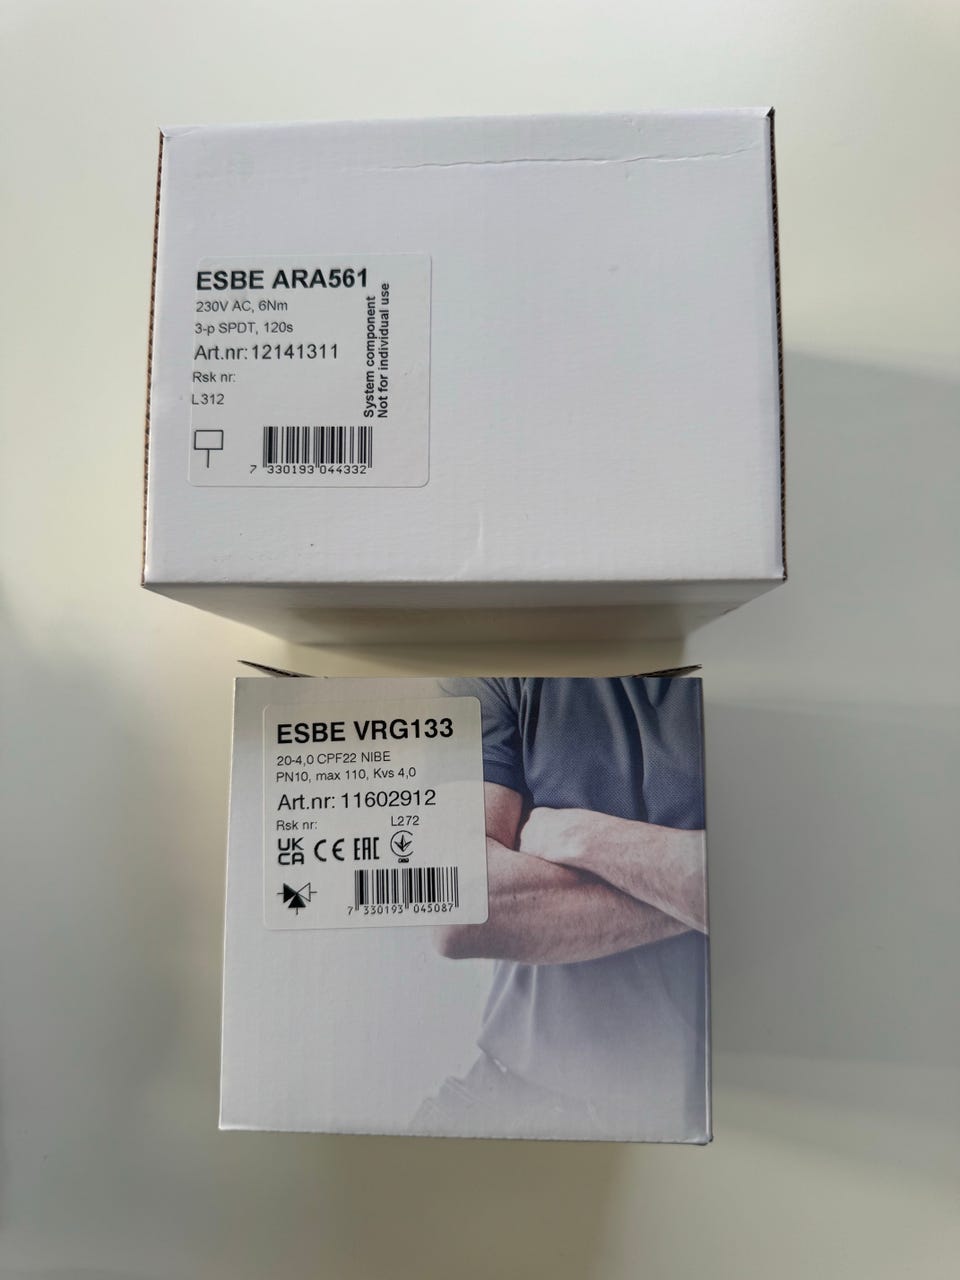 ESBE ARA561
230V AC, 6Nm
3-p SPDT, 120s
Art.nr: 12141311
Rsk nr:
L312
System component
Not for individual use
7 330193 044332
ESBE VRG133
20-4,0 CPF22 NIBE
PN10, max 110, Kvs 4,0
Art.nr: 11602912
Rsk nr: L272
UK CA CE EAC
7 330193 045087